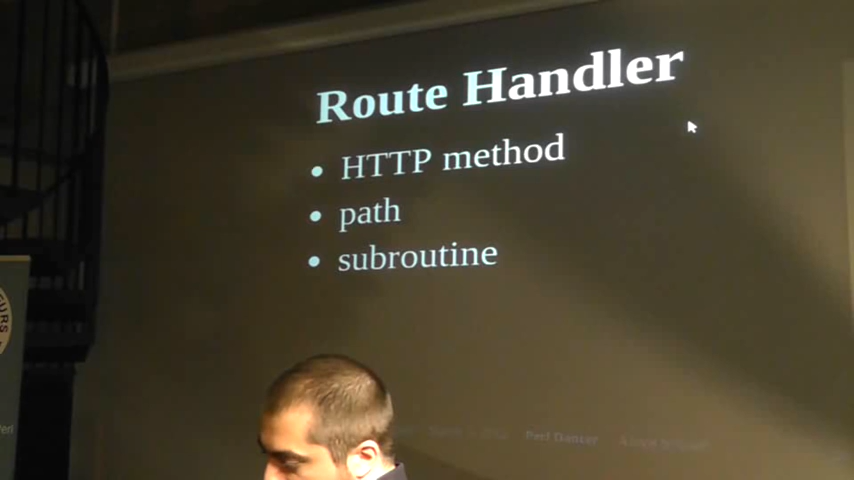 Route Handler
• HTTP method
• path
• subroutine
Perl Dancer